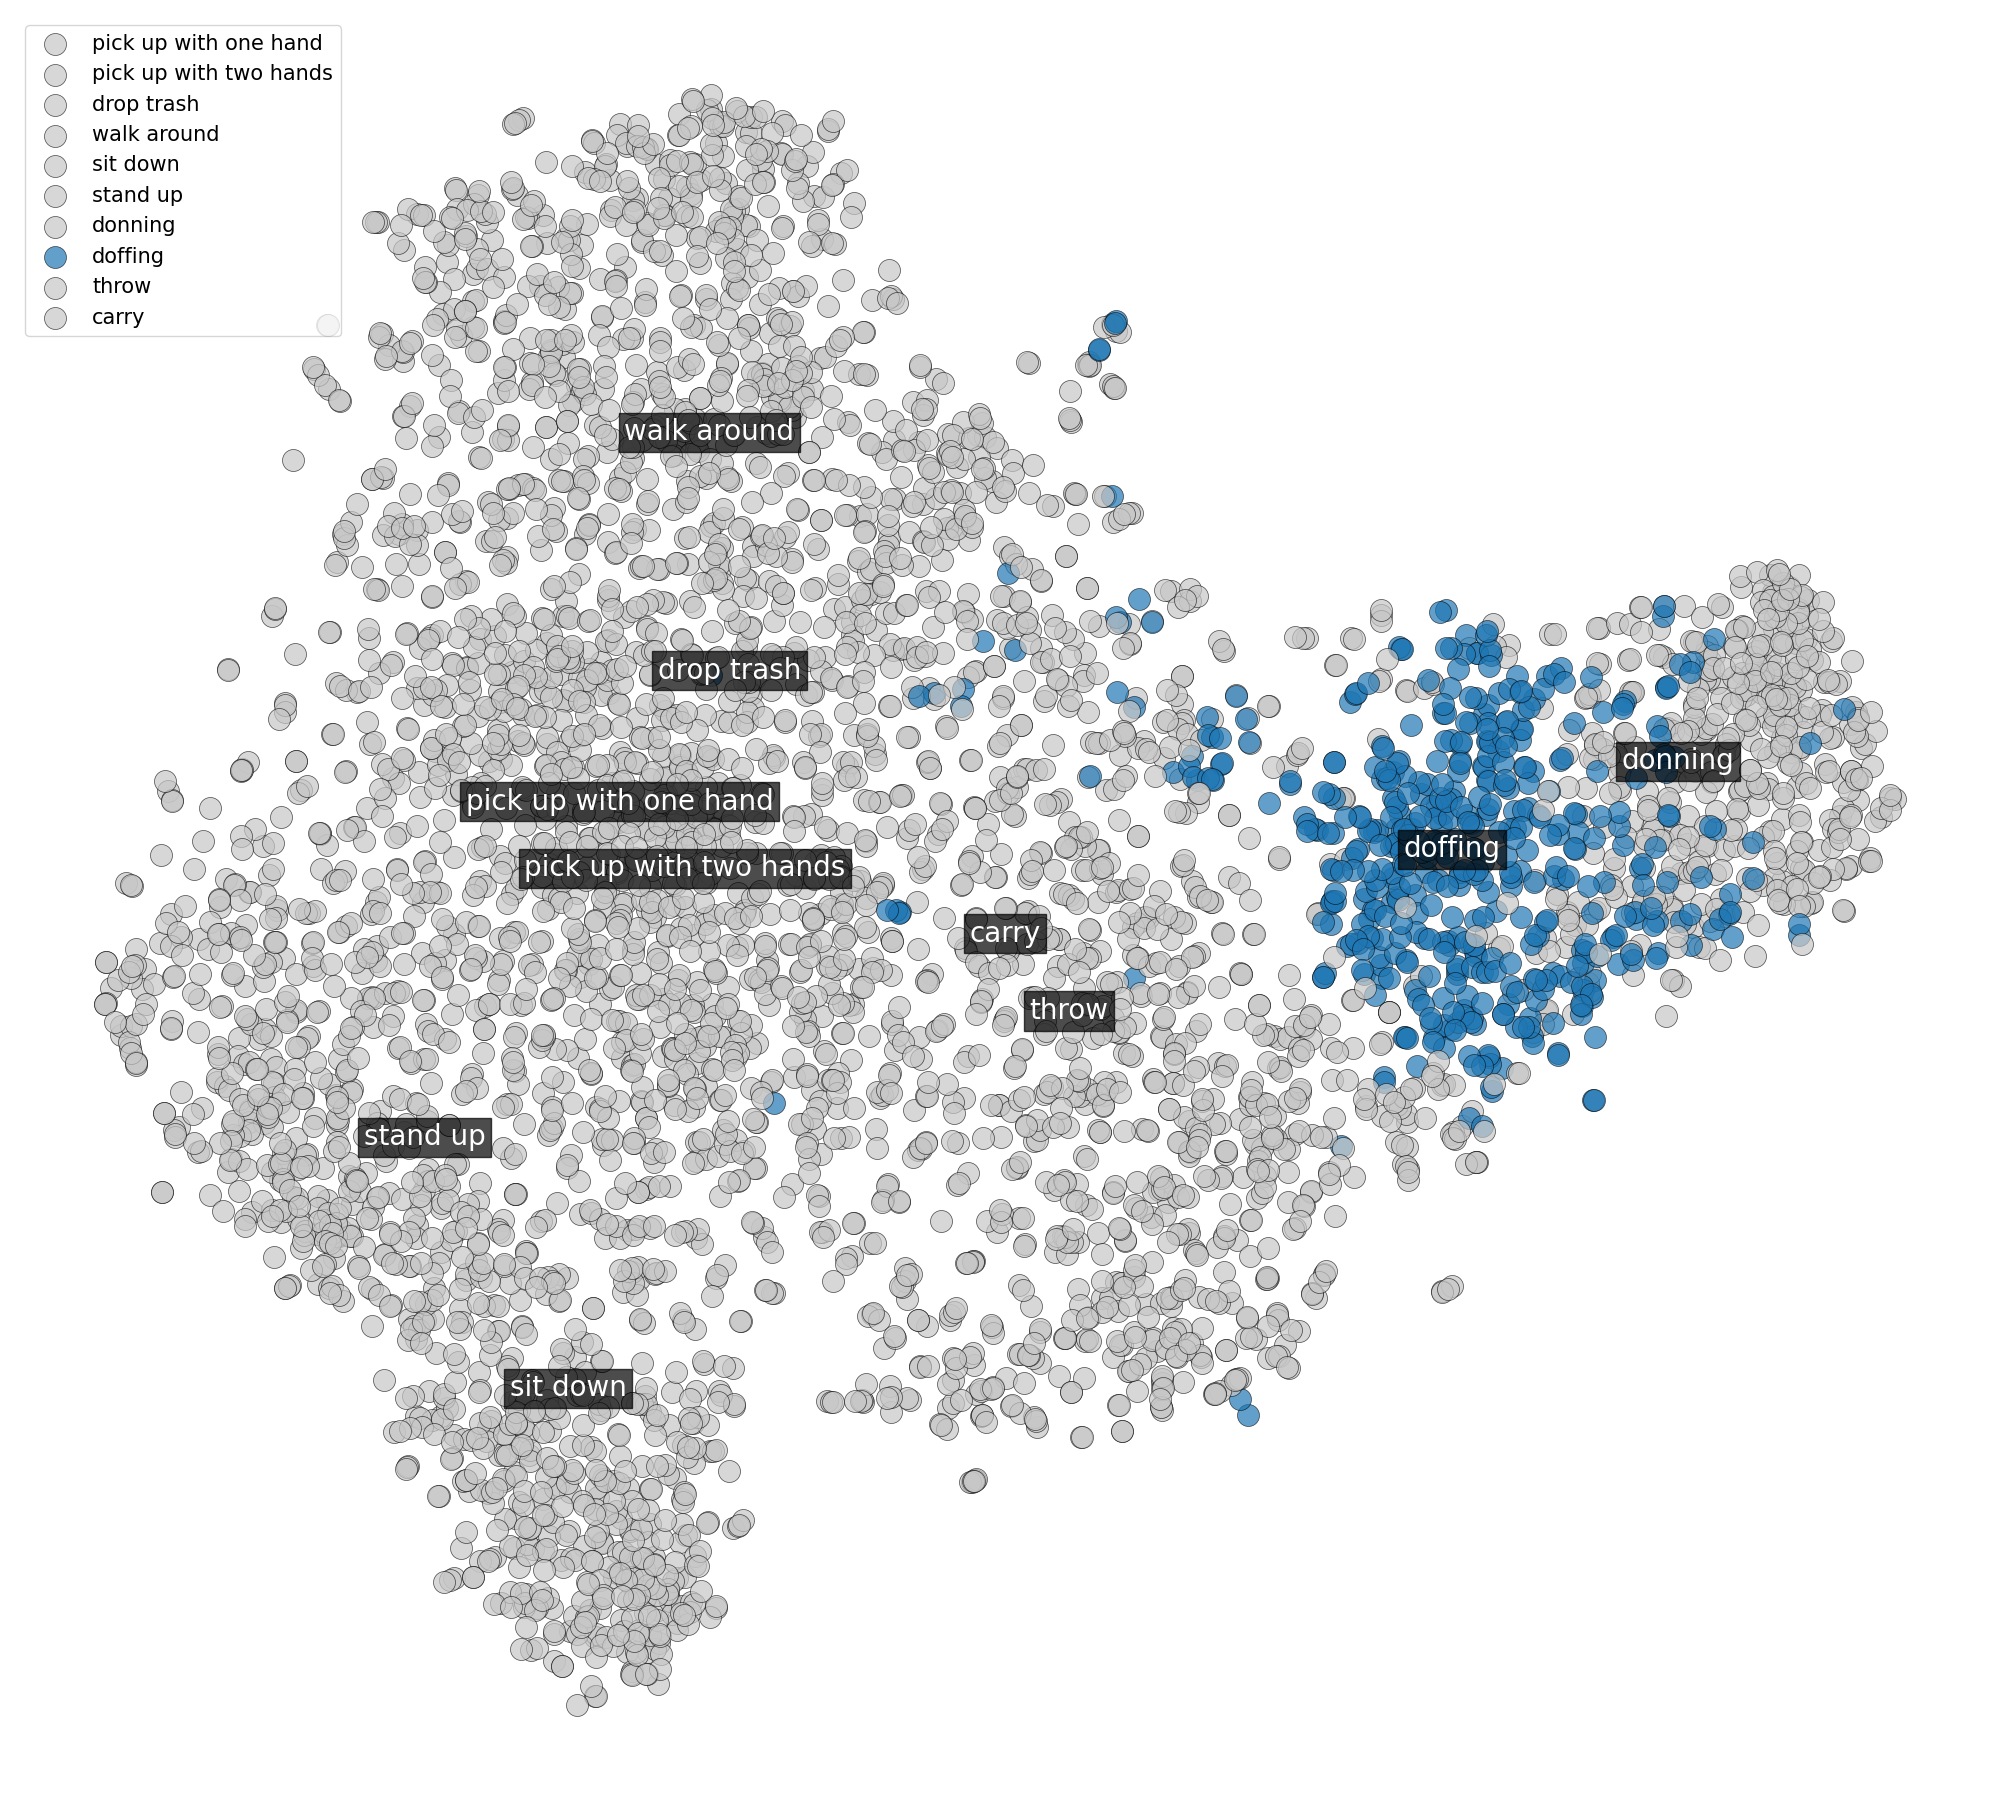 pick up with one hand
pick up with two hands
drop trash
walk around
sit down
stand up
donning
doffing
throw
carry
walk around
drop trash
donning
pick up with one hand
doffing
pick up with two hands
carry
throw
stand up
sit down